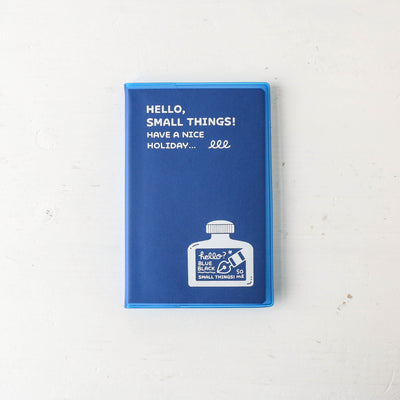 HELLO,
SMALL THINGS!
HAVE A NICE
HOLIDAY...
hello?
BLUE
BLACK
50
SMALL THINGS! ml